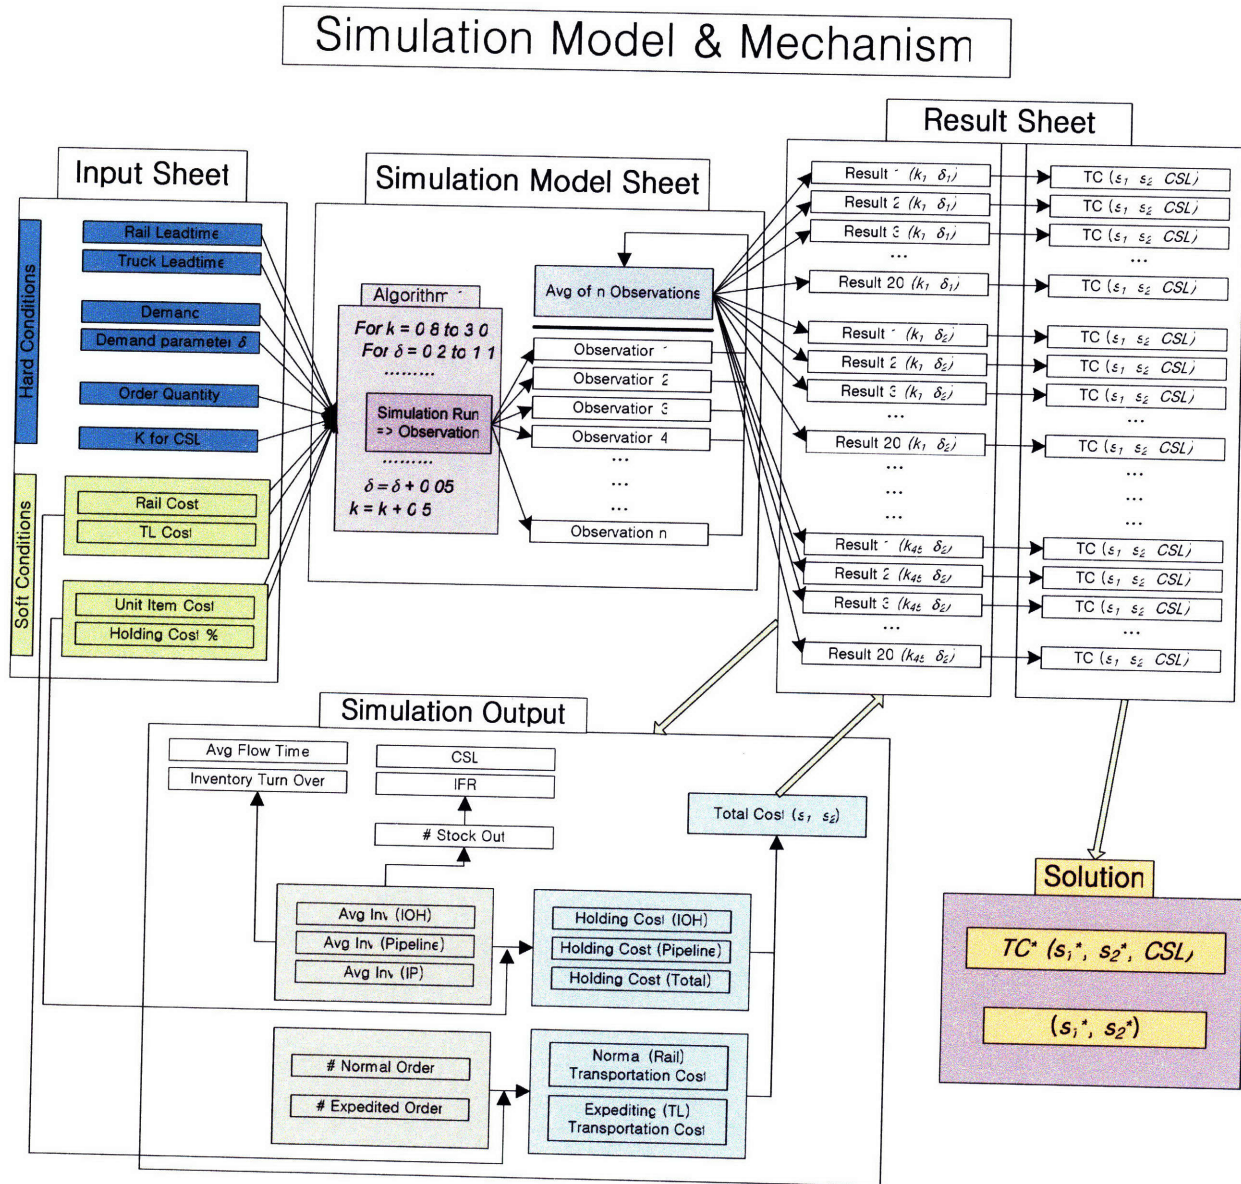 Simulation Model & Mechanism
Input Sheet
Hard Conditions
Rail Leadtime
Truck Leadtime
Demand
Demand parameter δ
Order Quantity
K for CSL
Soft Conditions
Rail Cost
TL Cost
Unit Item Cost
Holding Cost %
Simulation Model Sheet
Algorithm 1
For k = 0 8 to 3 0
For δ = 0 2 to 1 1
.........
Simulation Run
=> Observation
.........
δ = δ + 0 05
k = k + 0 5
Avg of n Observations
Observation 1
Observation 2
Observation 3
Observation 4
...
...
...
Observation n
Result Sheet
Result 1 (k1 δ1)
Result 2 (k1 δ1)
Result 3 (k1 δ1)
Result 20 (k1 δ1)
Result 1 (k1 δ2)
Result 2 (k1 δ2)
Result 3 (k1 δ2)
...
Result 20 (k1 δ2)
...
...
...
Result 1 (k45 δ2)
Result 2 (k45 δ2)
Result 3 (k45 δ2)
...
Result 20 (k45 δ2)
TC (s1 s2 CSL)
TC (s1 s2 CSL)
TC (s1 s2 CSL)
...
TC (s1 s2 CSL)
TC (s1 s2 CSL)
TC (s1 s2 CSL)
TC (s1 s2 CSL)
...
TC (s1 s2 CSL)
...
...
...
TC (s1 s2 CSL)
TC (s1 s2 CSL)
TC (s1 s2 CSL)
...
TC (s1 s2 CSL)
Simulation Output
Avg Flow Time
Inventory Turn Over
CSL
IFR
# Stock Out
Avg Inv (IOH)
Avg Inv (Pipeline)
Avg Inv (IP)
# Normal Order
# Expedited Order
Holding Cost (IOH)
Holding Cost (Pipeline)
Holding Cost (Total)
Normal (Rail)
Transportation Cost
Expediting (TL)
Transportation Cost
Total Cost (s1 s2)
Solution
TC* (s1*, s2*, CSL)
(s1*, s2*)